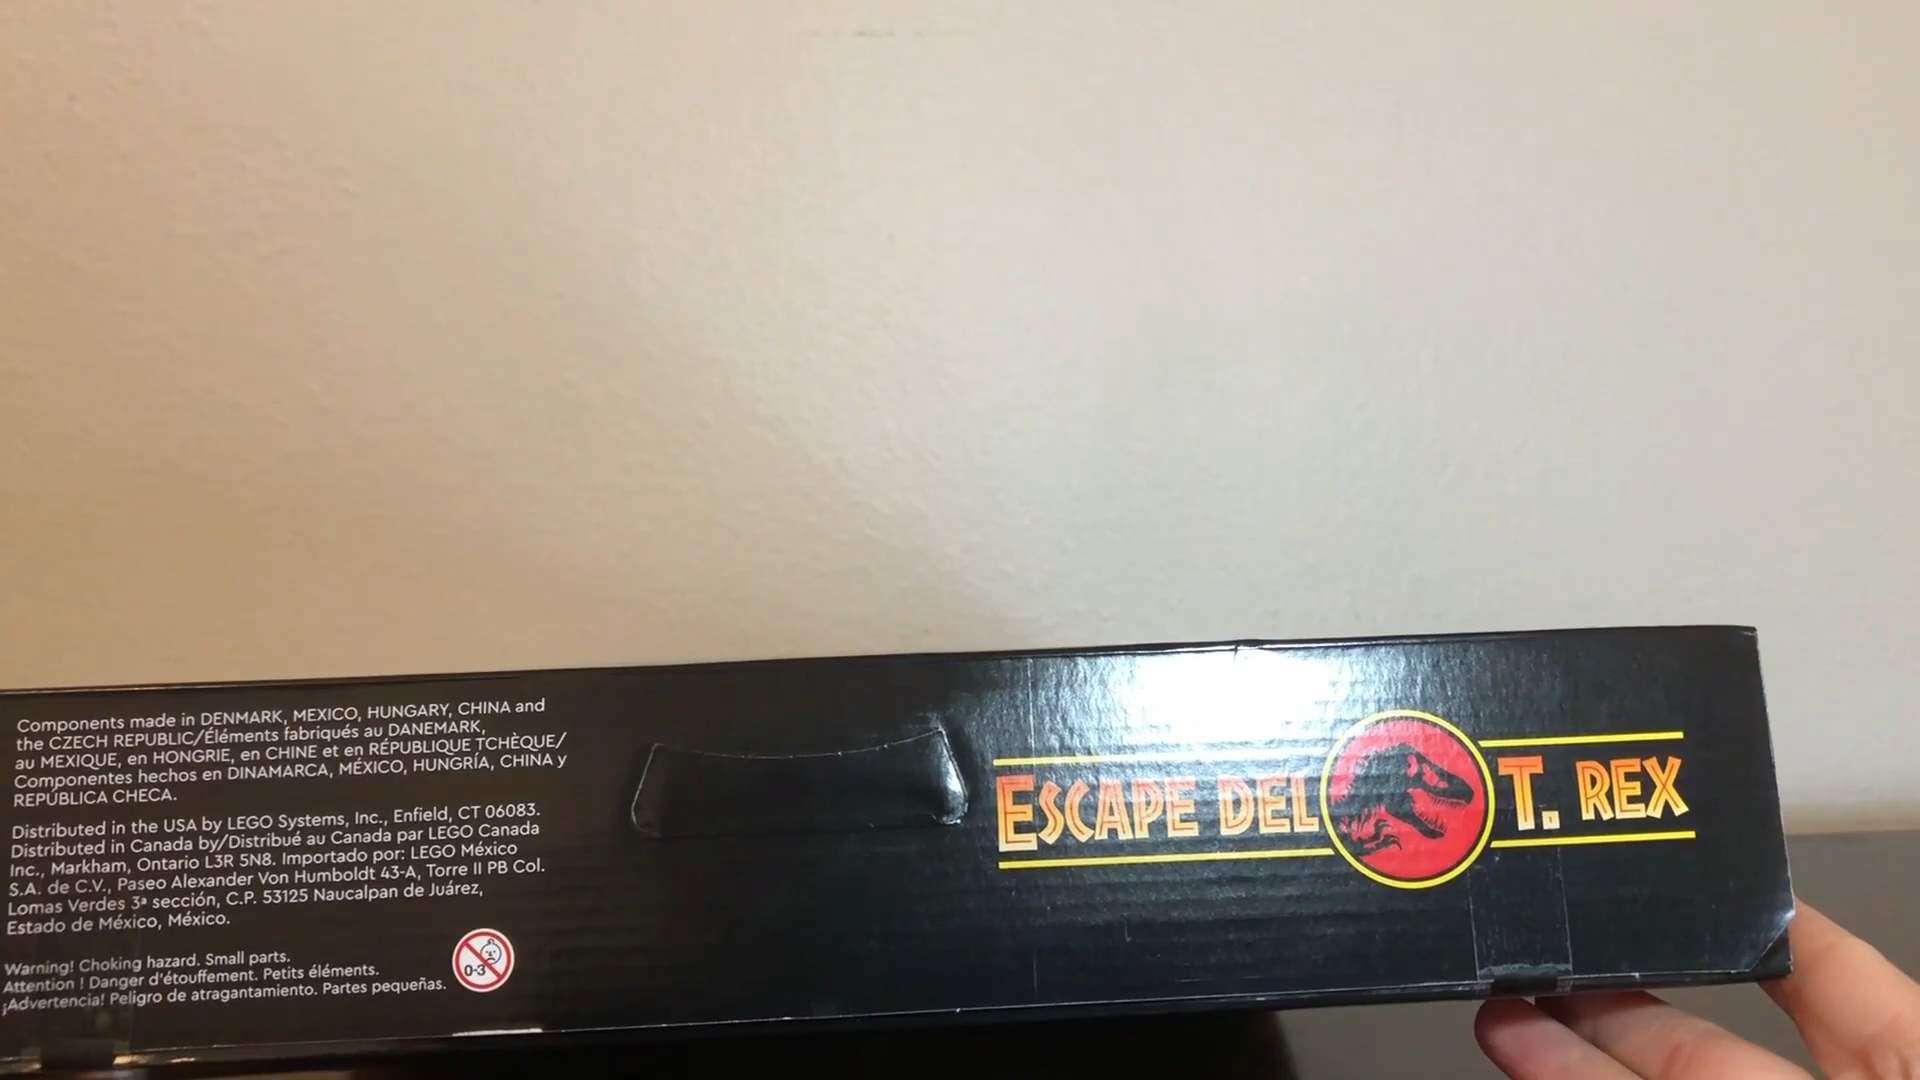 Components made in DENMARK, MEXICO, HUNGARY, CHINA and
the CZECH REPUBLIC/Éléments fabriqués au DANEMARK,
au MEXIQUE, en HONGRIE, en CHINE et en RÉPUBLIQUE TCHÈQUE/
Componentes hechos en DINAMARCA, MÉXICO, HUNGRÍA, CHINA y
REPÚBLICA CHECA.
Distributed in the USA by LEGO Systems, Inc., Enfield, CT 06083.
Distributed in Canada by/Distribué au Canada par LEGO Canada
Inc., Markham, Ontario L3R 5N8. Importado por: LEGO México
S.A. de C.V., Paseo Alexander Von Humboldt 43-A, Torre II PB Col.
Lomas Verdes 3ª sección, C.P. 53125 Naucalpan de Juárez,
Estado de México, México.
Warning! Choking hazard. Small parts.
Attention ! Danger d'étouffement. Petits éléments.
¡Advertencia! Peligro de atragantamiento. Partes pequeñas.
0-3
ESCAPE DEL T. REX